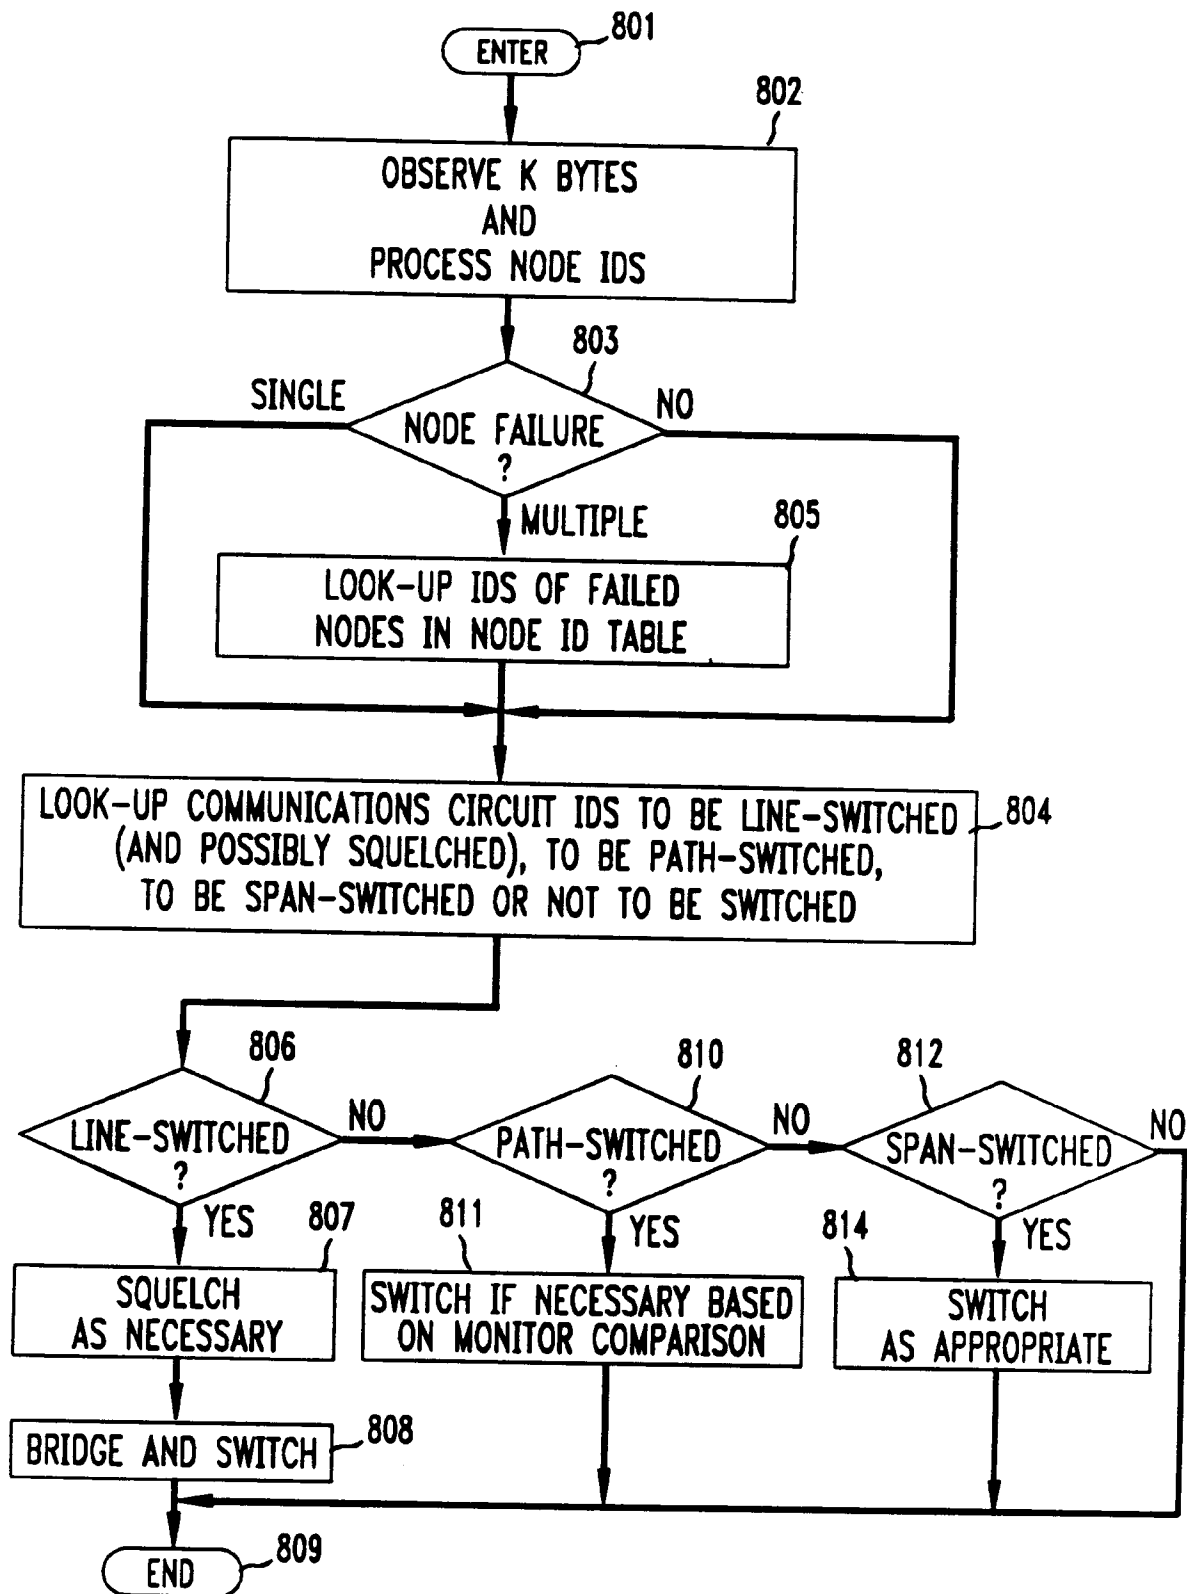 ENTER
801
802
OBSERVE K BYTES
AND
PROCESS NODE IDS
803
SINGLE
NO
NODE FAILURE
?
MULTIPLE
805
LOOK-UP IDS OF FAILED
NODES IN NODE ID TABLE
LOOK-UP COMMUNICATIONS CIRCUIT IDS TO BE LINE-SWITCHED
(AND POSSIBLY SQUELCHED), TO BE PATH-SWITCHED,
TO BE SPAN-SWITCHED OR NOT TO BE SWITCHED
804
806
810
812
LINE-SWITCHED
?
NO
PATH-SWITCHED
?
NO
SPAN-SWITCHED
?
NO
YES
807
811
YES
814
YES
SQUELCH
AS NECESSARY
SWITCH IF NECESSARY BASED
ON MONITOR COMPARISON
SWITCH
AS APPROPRIATE
BRIDGE AND SWITCH
808
END
809